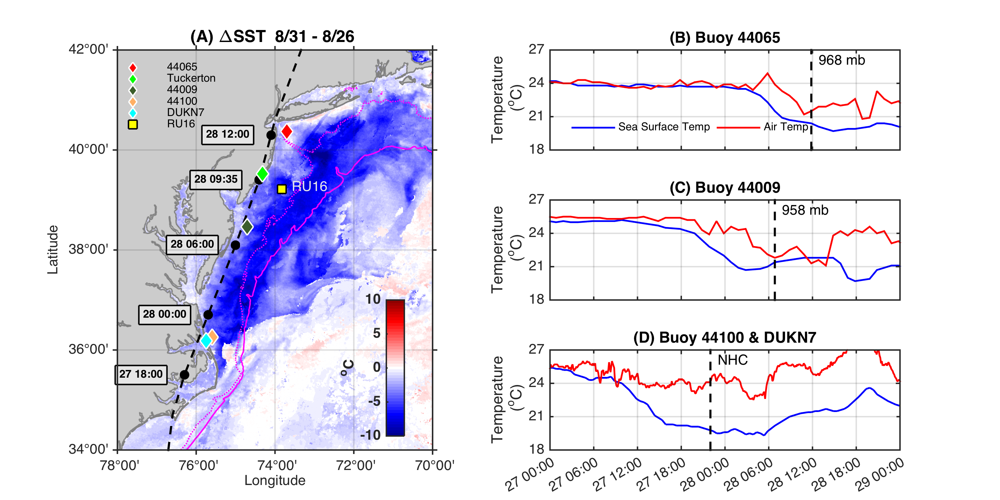 (A) △SST 8/31 - 8/26
42°00'
40°00'
38°00'
36°00'
34°00'
Latitude
78°00'
76°00'
74°00'
72°00'
70°00'
Longitude
44065
Tuckerton
44009
44100
DUKN7
RU16
28 12:00
28 09:35
28 06:00
28 00:00
27 18:00
RU16
10
5
0
-5
-10
°C
(B) Buoy 44065
27
24
21
18
Temperature
(°C)
968 mb
Sea Surface Temp
Air Temp
(C) Buoy 44009
27
24
21
18
Temperature
(°C)
958 mb
(D) Buoy 44100 & DUKN7
27
24
21
18
Temperature
(°C)
NHC
27 00:00
27 06:00
27 12:00
27 18:00
28 00:00
28 06:00
28 12:00
28 18:00
29 00:00